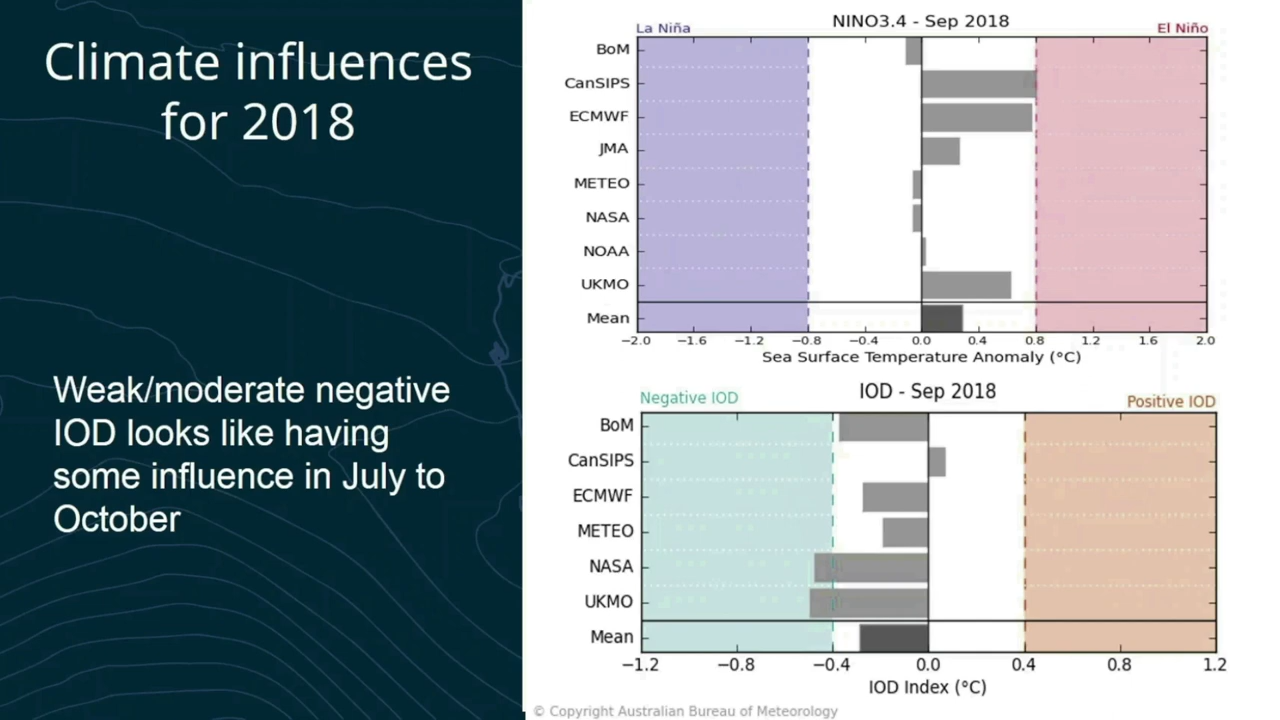 Climate influences
for 2018
Weak/moderate negative
IOD looks like having
some influence in July to
October
NINO3.4 - Sep 2018
La Niña
El Niño
BoM
CanSIPS
ECMWF
JMA
METEO
NASA
NOAA
UKMO
Mean
−2.0 −1.6 −1.2 −0.8 −0.4 0.0 0.4 0.8 1.2 1.6 2.0
Sea Surface Temperature Anomaly (°C)
IOD - Sep 2018
Negative IOD
Positive IOD
BoM
CanSIPS
ECMWF
METEO
NASA
UKMO
Mean
−1.2 −0.8 −0.4 0.0 0.4 0.8 1.2
IOD Index (°C)
© Copyright Australian Bureau of Meteorology